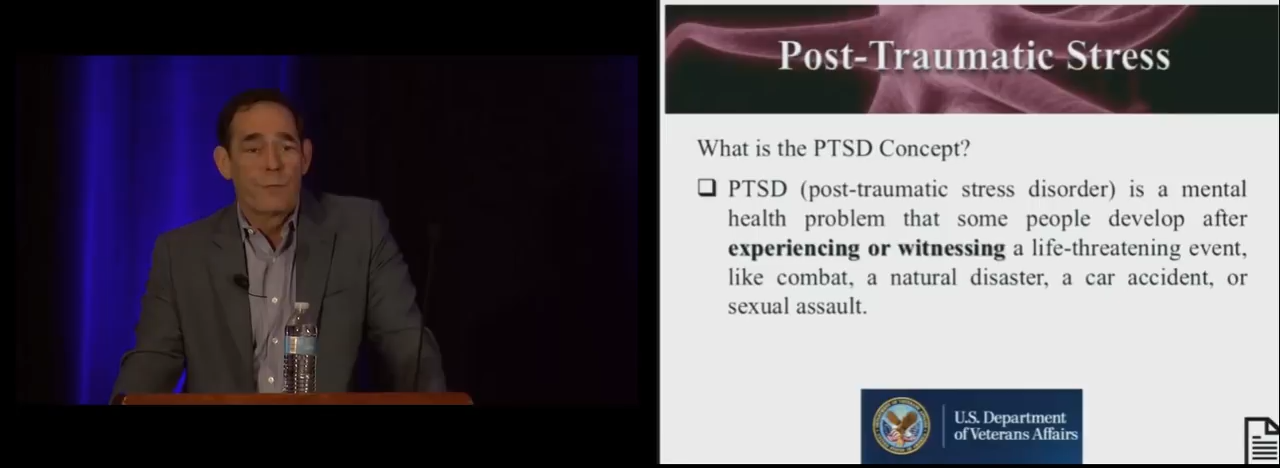 Post-Traumatic Stress
What is the PTSD Concept?
PTSD (post-traumatic stress disorder) is a mental
health problem that some people develop after
experiencing or witnessing a life-threatening event,
like combat, a natural disaster, a car accident, or
sexual assault.
U.S. Department
of Veterans Affairs